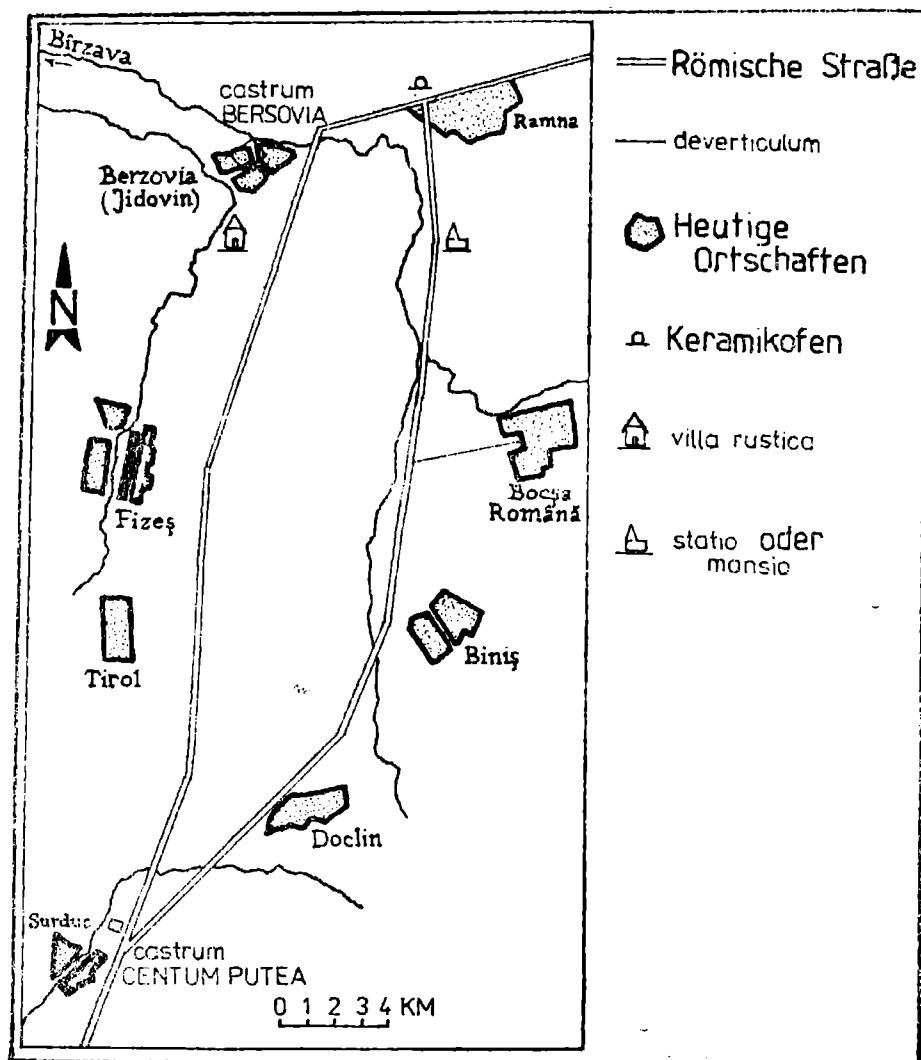 Bîrzava
castrum
BERSOVIA
Ramna
Berzovia
(Jidovin)
N
Fizeş
Bocşa
Română
Tirol
Biniş
Doclin
Surduc
castrum
CENTUM PUTEA
0 1 2 3 4 KM
Römische Straße
deverticulum
Heutige
Ortschaften
Keramikofen
villa rustica
statio oder
mansio